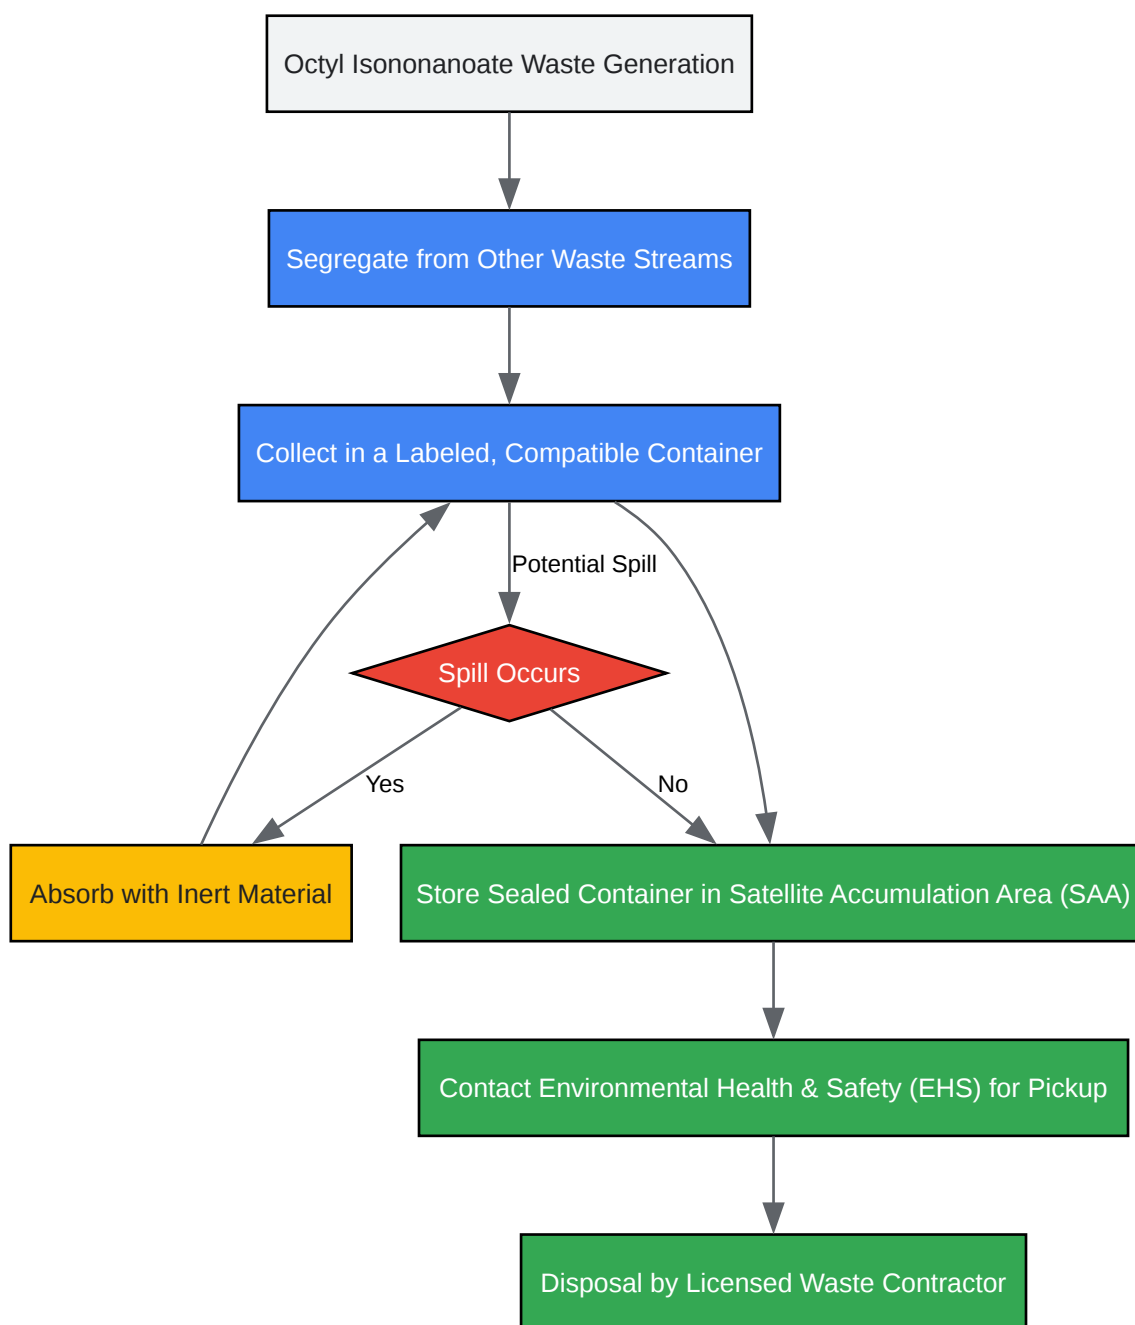 Octyl Isononanoate Waste Generation
Segregate from Other Waste Streams
Collect in a Labeled, Compatible Container
Potential Spill
Spill Occurs
Yes
No
Absorb with Inert Material
Store Sealed Container in Satellite Accumulation Area (SAA)
Contact Environmental Health & Safety (EHS) for Pickup
Disposal by Licensed Waste Contractor